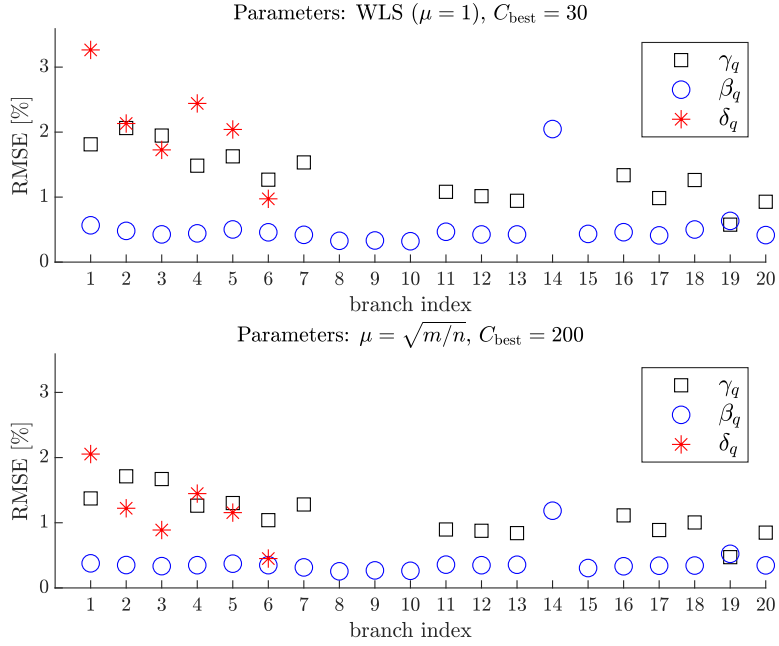 Parameters: WLS (μ = 1), C_best = 30
RMSE [%]
3
2
1
0
γ_q
β_q
δ_q
1 2 3 4 5 6 7 8 9 10 11 12 13 14 15 16 17 18 19 20
branch index
Parameters: μ = √m/n, C_best = 200
RMSE [%]
3
2
1
0
γ_q
β_q
δ_q
1 2 3 4 5 6 7 8 9 10 11 12 13 14 15 16 17 18 19 20
branch index